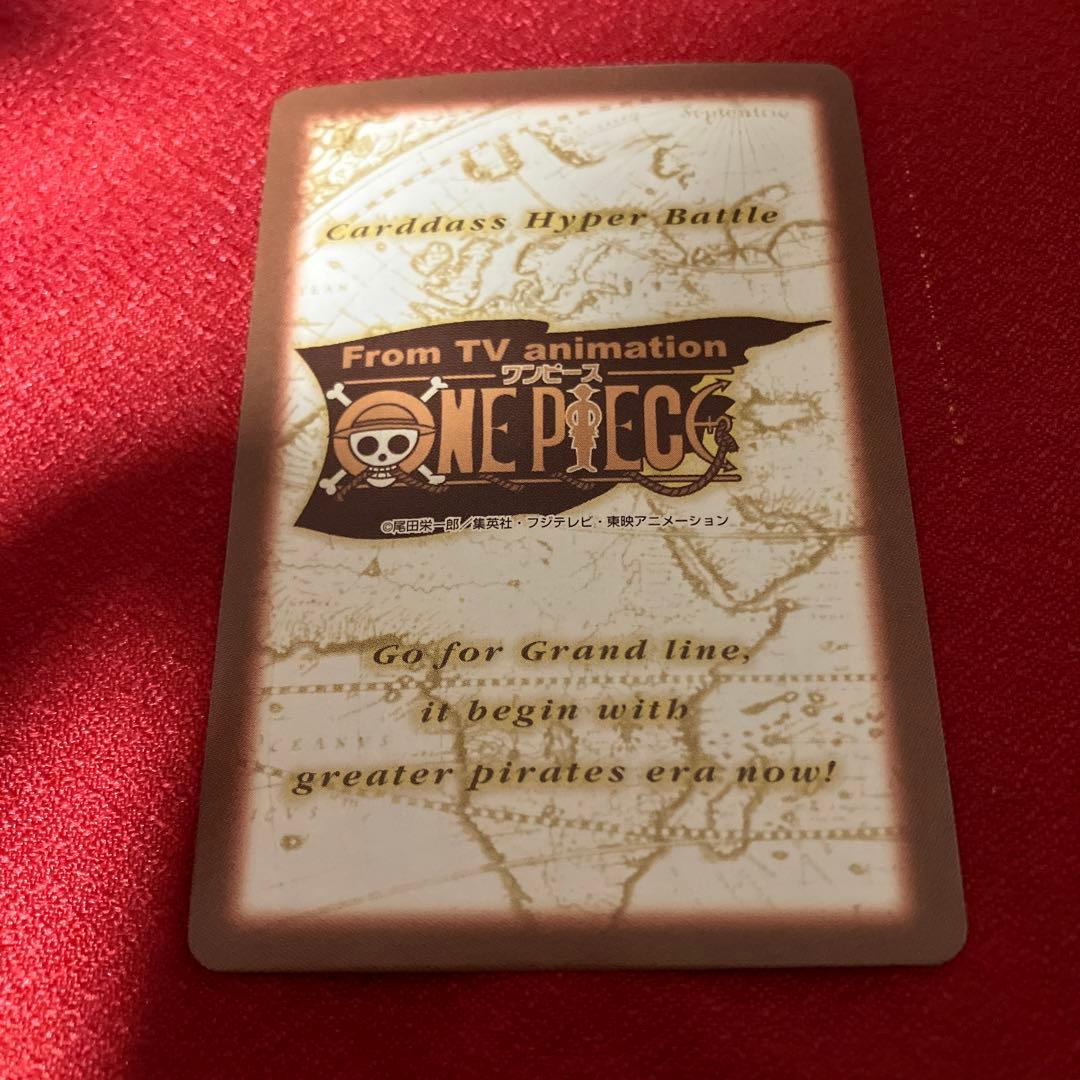 Septentrio
Carddass Hyper Battle
From TV animation
ワンピース
ONE PIECE
©尾田栄一郎／集英社・フジテレビ・東映アニメーション
Go for Grand line,
it begin with
greater pirates era now!